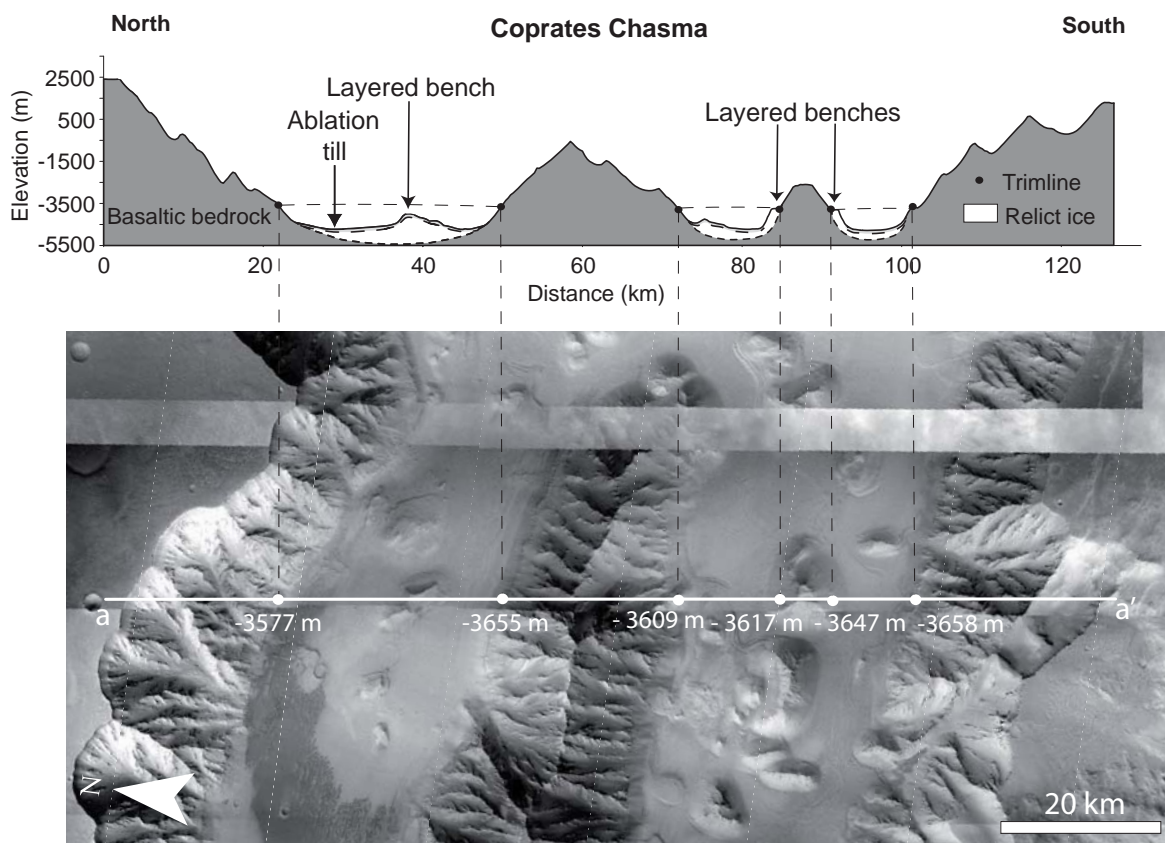 North
Coprates Chasma
South
Elevation (m)
2500
500
-1500
-3500
-5500
Layered bench
Ablation
till
Layered benches
Trimline
Relict ice
Basaltic bedrock
0
20
40
60
80
100
120
Distance (km)
a
a'
-3577 m
-3655 m
- 3609 m
- 3617 m
- 3647 m
-3658 m
N
20 km